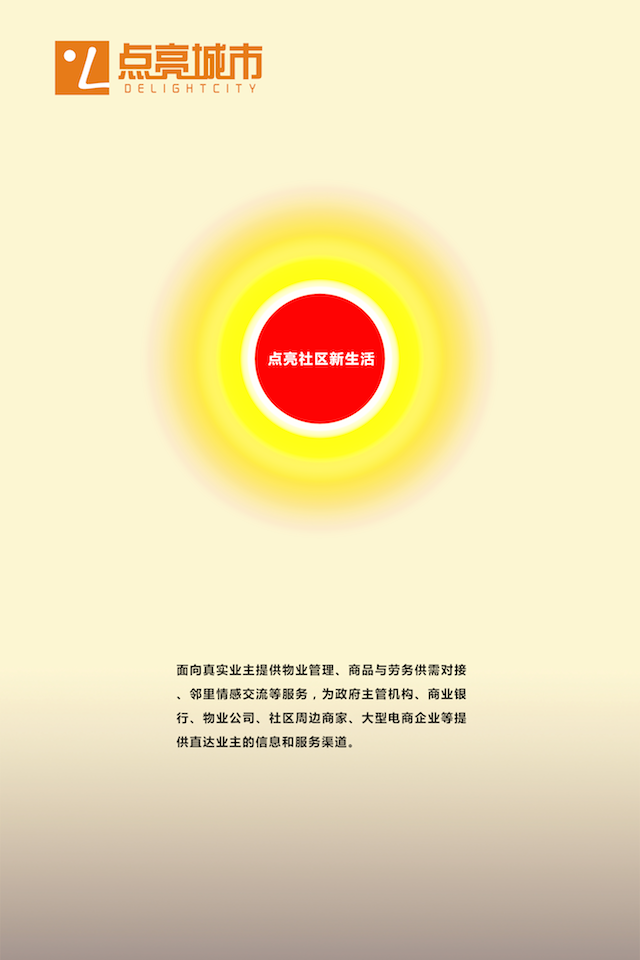 点亮城市
DELIGHTCITY
点亮社区新生活
面向真实业主提供物业管理、商品与劳务供需对接
、邻里情感交流等服务，为政府主管机构、商业银
行、物业公司、社区周边商家、大型电商企业等提
供直达业主的信息和服务渠道。